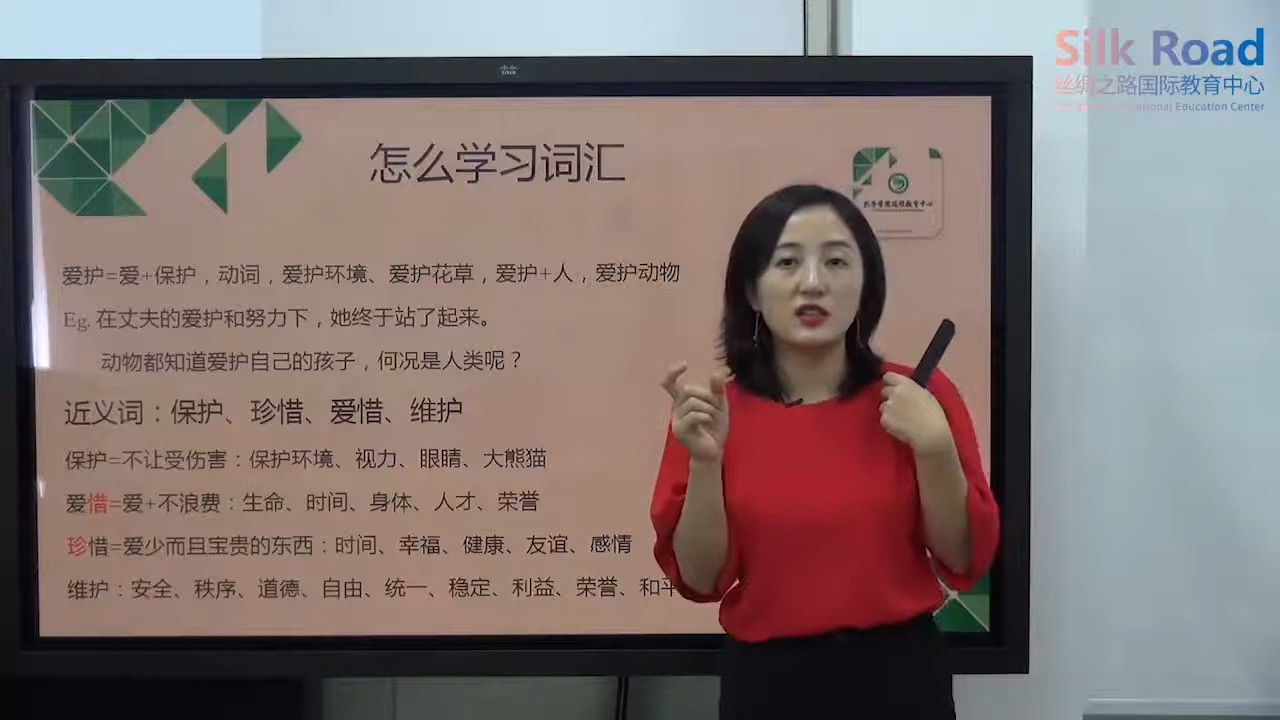 Silk Road
丝绸之路国际教育中心
Education Center
CISCO
怎么学习词汇
爱护=爱+保护，动词，爱护环境、爱护花草，爱护+人，爱护动物
Eg. 在丈夫的爱护和努力下，她终于站了起来。
动物都知道爱护自己的孩子，何况是人类呢？
近义词：保护、珍惜、爱惜、维护
保护=不让受伤害：保护环境、视力、眼睛、大熊猫
爱惜=爱+不浪费：生命、时间、身体、人才、荣誉
珍惜=爱少而且宝贵的东西：时间、幸福、健康、友谊、感情
维护：安全、秩序、道德、自由、统一、稳定、利益、荣誉、和平